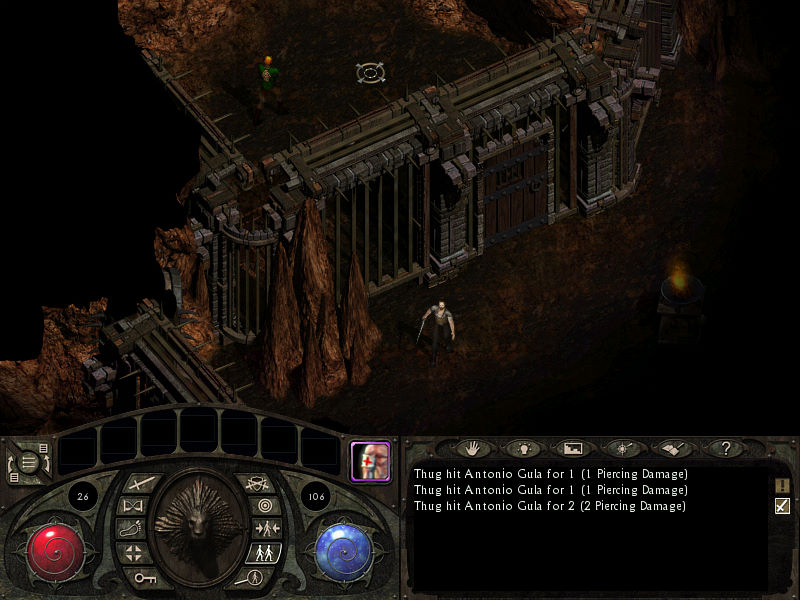 Thug hit Antonio Gula for 1 (1 Piercing Damage)
Thug hit Antonio Gula for 1 (1 Piercing Damage)
Thug hit Antonio Gula for 2 (2 Piercing Damage)
26
106
?
!